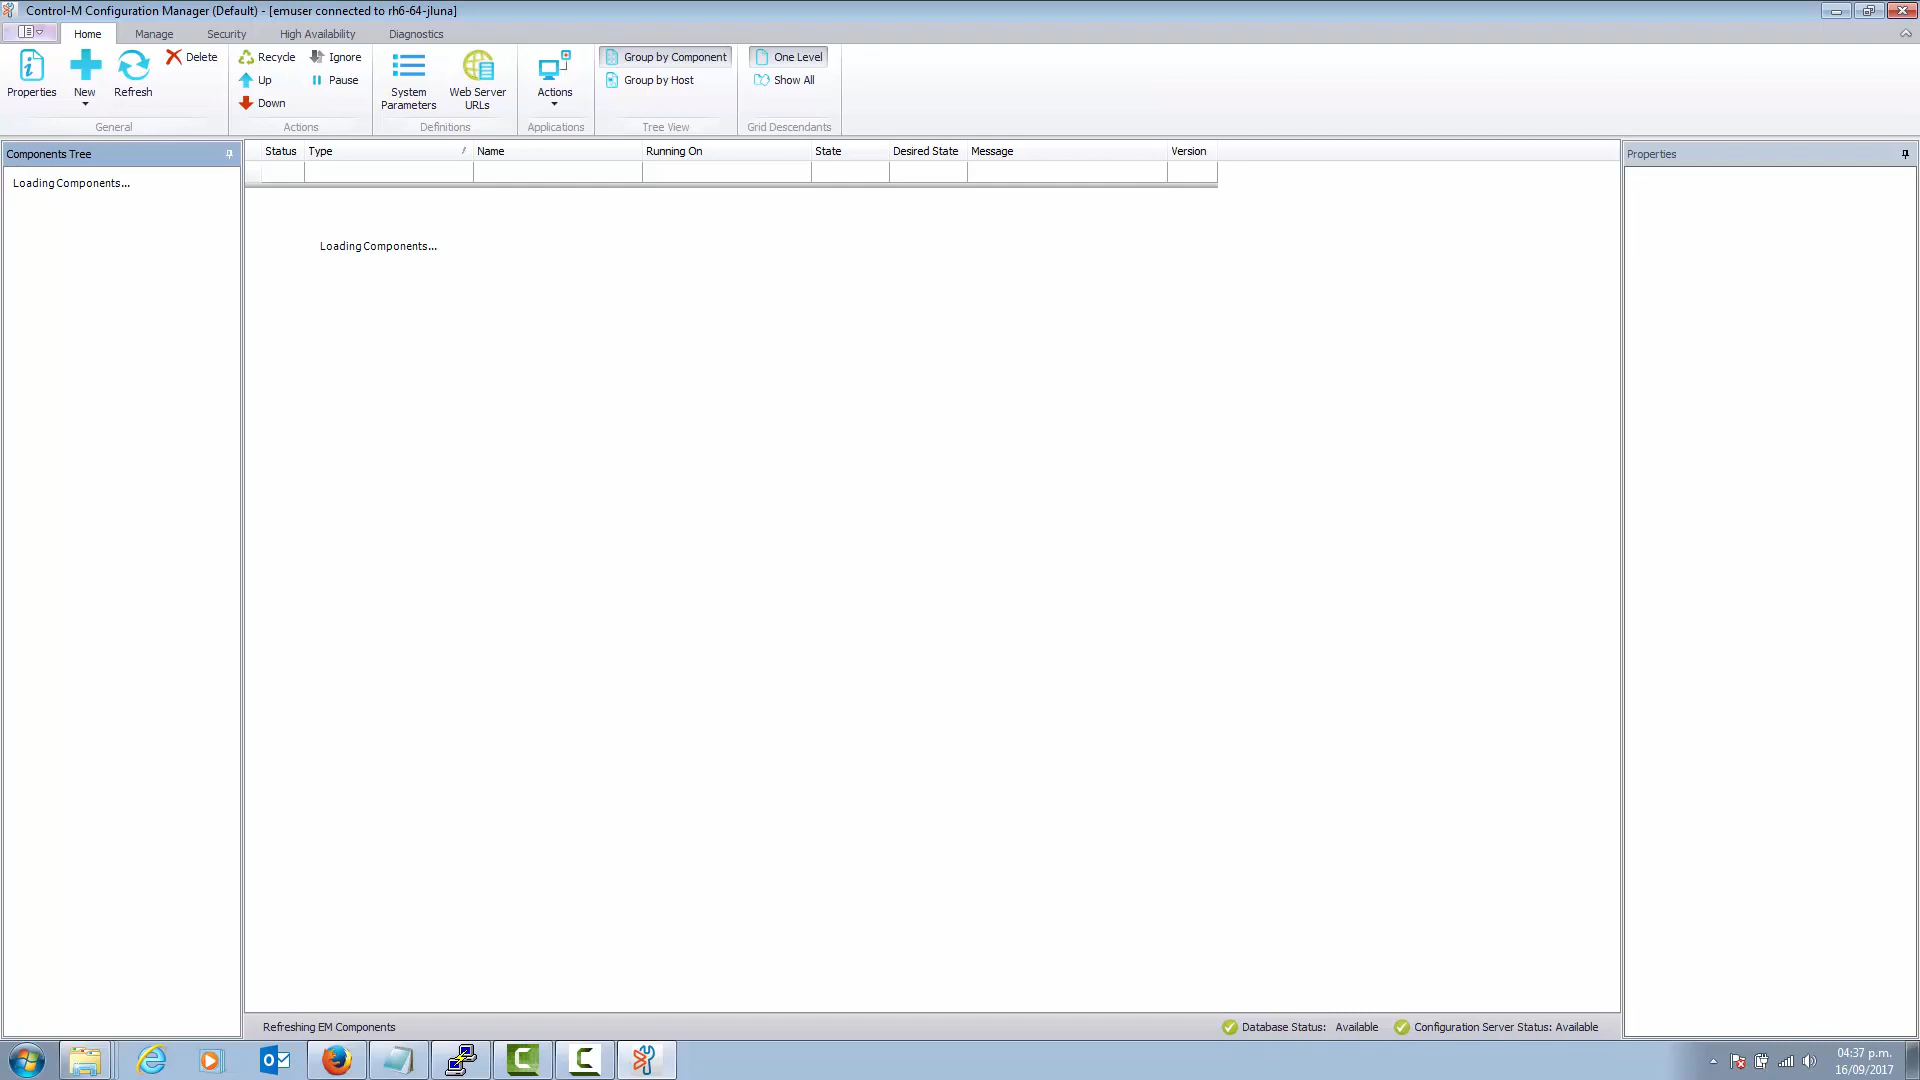 Control-M Configuration Manager (Default) - [emuser connected to rh6-64-jluna]
Home Manage Security High Availability Diagnostics
Properties New Refresh Delete
General
Recycle Ignore
Up Pause
Down
Actions
System Parameters
Web Server URLs
Definitions
Actions
Applications
Group by Component
Group by Host
Tree View
One Level
Show All
Grid Descendants
Components Tree
Loading Components...
Status Type Name Running On State Desired State Message Version
Loading Components...
Properties
Refreshing EM Components
Database Status: Available
Configuration Server Status: Available
04:37 p.m.
16/09/2017